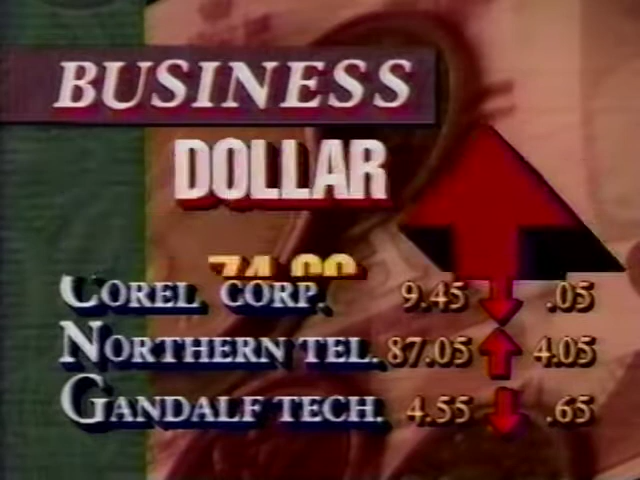 BUSINESS
DOLLAR
COREL CORP. 9.45 .05
NORTHERN TEL. 87.05 4.05
GANDALF TECH. 4.55 .65